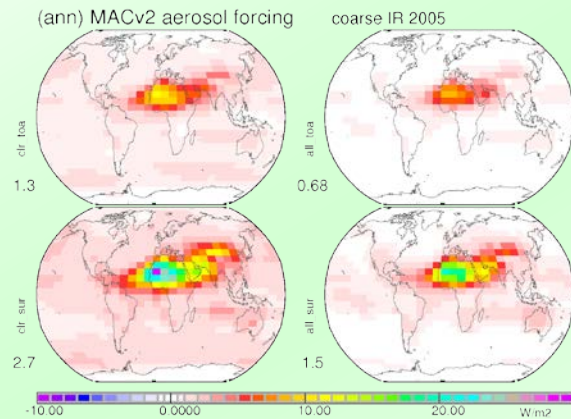 (ann) MACv2 aerosol forcing coarse IR 2005
clr toa
1.3
all toa
0.68
clr sur
2.7
all sur
1.5
-10.00 0.0000 10.00 20.00 W/m2